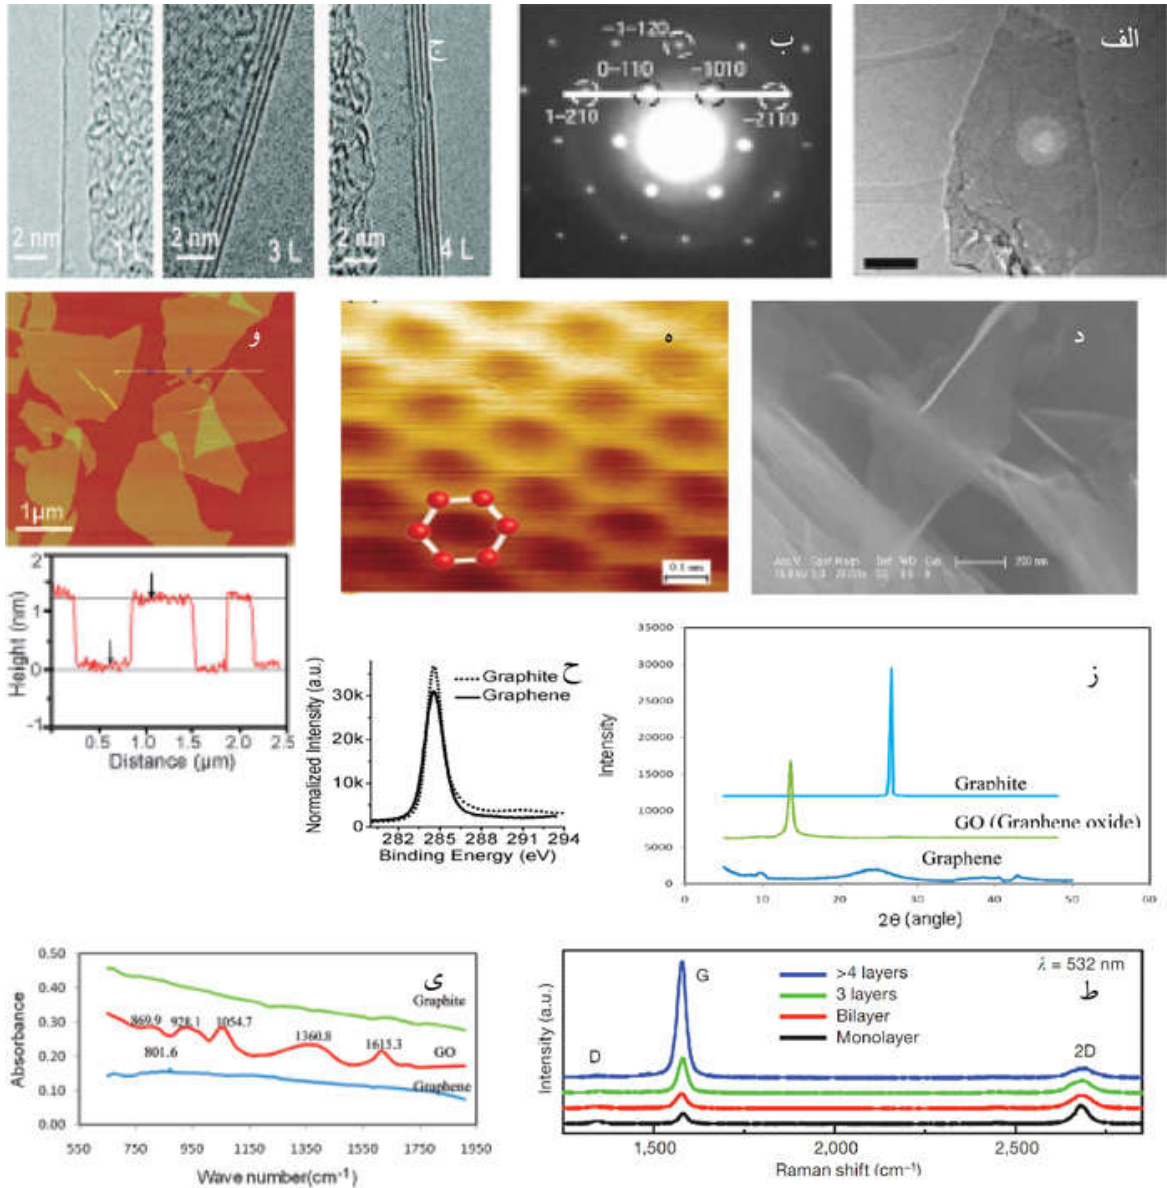 الف
ب
-1-120
0-110
-1010
1-210
-2110
ج
2 nm
1 L
2 nm
3 L
2 nm
4 L
د
200 nm
ه
0.1 nm
و
1μm
Height (nm)
2
1
0
-1
0.5 1.0 1.5 2.0 2.5
Distance (μm)
ز
Intensity
35000
30000
25000
20000
15000
10000
5000
0
Graphite
GO (Graphene oxide)
Graphene
0 10 20 30 40 50 60
2θ (angle)
ح
Normalized Intensity (a.u.)
Graphite
Graphene
30k
20k
10k
0
282 285 288 291 294
Binding Energy (eV)
ط
Intensity (a.u.)
λ = 532 nm
>4 layers
3 layers
Bilayer
Monolayer
D
G
2D
1,500 2,000 2,500
Raman shift (cm⁻¹)
ی
Absorbance
0.50
0.40
0.30
0.20
0.10
0.00
Graphite
869.9 928.1 1054.7
801.6
1360.8
1613.3
GO
Graphene
550 750 950 1150 1350 1550 1750 1950
Wave number(cm⁻¹)